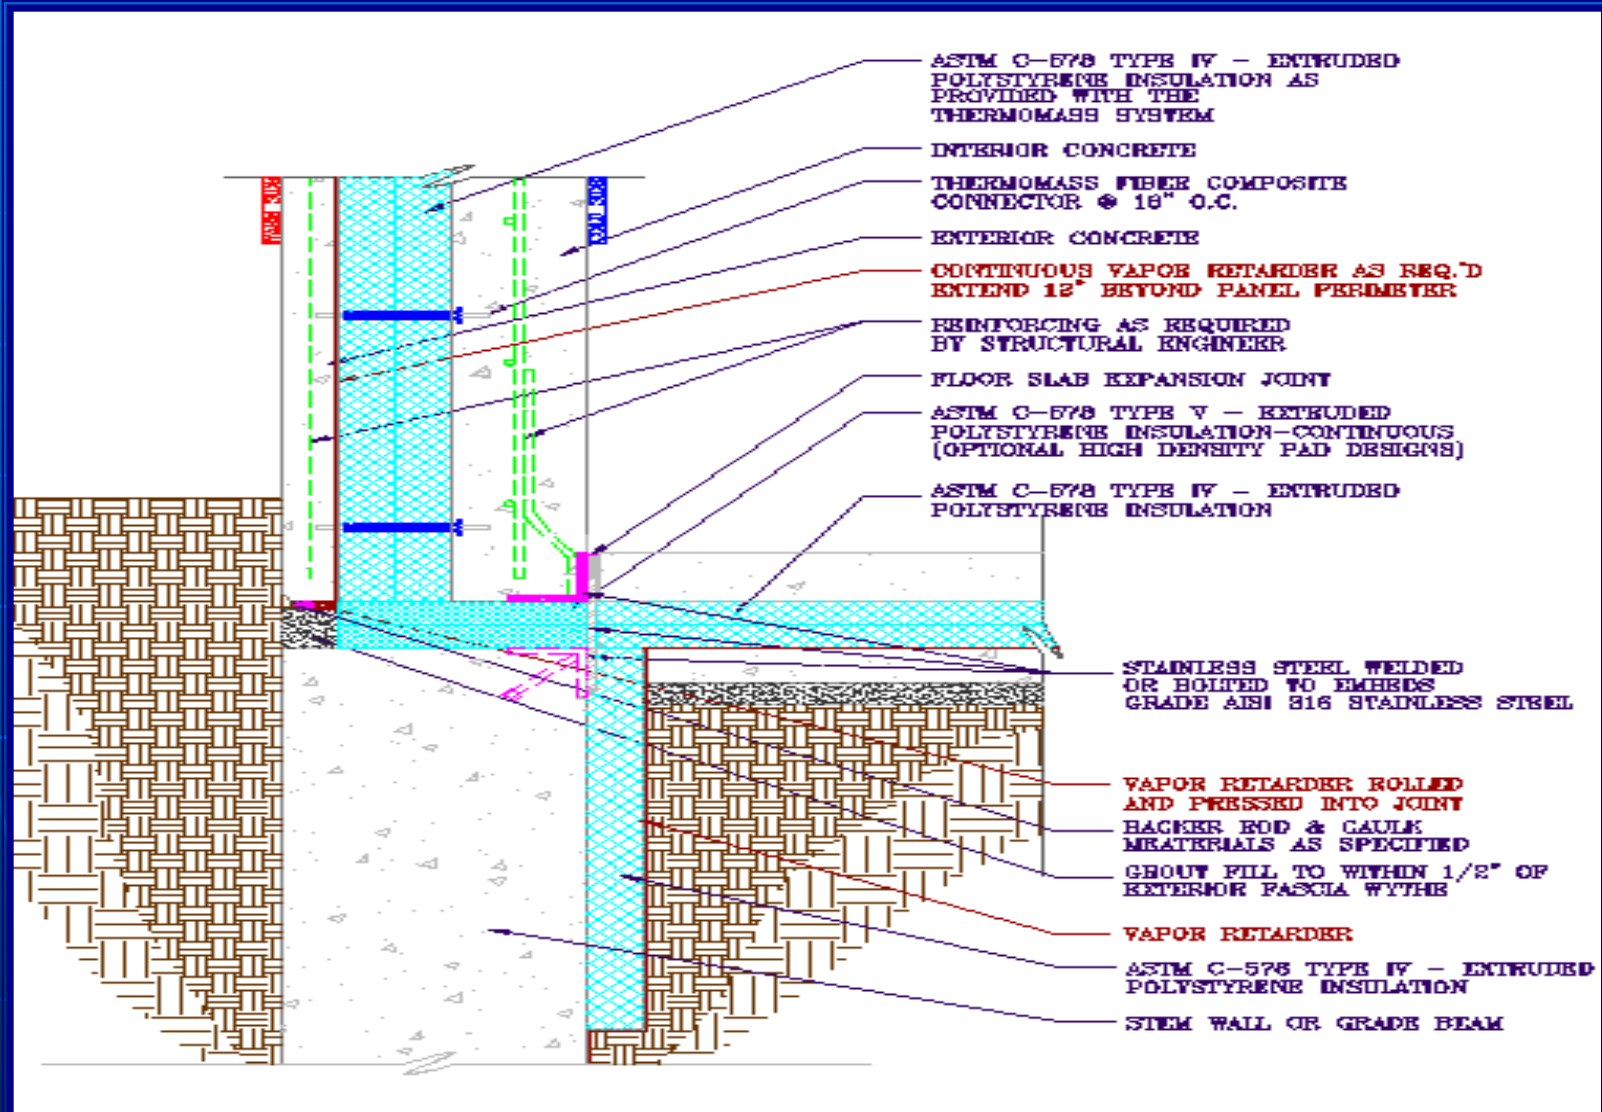 ASTM C-578 TYPE IV - EXTRUDED
POLYSTYRENE INSULATION AS
PROVIDED WITH THE
THERMOMASS SYSTEM
INTERIOR CONCRETE
THERMOMASS FIBER COMPOSITE
CONNECTOR @ 16" O.C.
EXTERIOR CONCRETE
CONTINUOUS VAPOR RETARDER AS REQ.'D
EXTEND 12" BEYOND PANEL PERIMETER
REINFORCING AS REQUIRED
BY STRUCTURAL ENGINEER
FLOOR SLAB EXPANSION JOINT
ASTM C-578 TYPE V - EXTRUDED
POLYSTYRENE INSULATION-CONTINUOUS
(OPTIONAL HIGH DENSITY PAD DESIGNS)
ASTM C-578 TYPE IV - EXTRUDED
POLYSTYRENE INSULATION
STAINLESS STEEL WELDED
OR BOLTED TO EMBEDS
GRADE AISI 316 STAINLESS STEEL
VAPOR RETARDER ROLLED
AND PRESSED INTO JOINT
BACKER ROD & CAULK
MEATERIALS AS SPECIFIED
GROUT FILL TO WITHIN 1/2" OF
EXTERIOR FASCIA WYTHE
VAPOR RETARDER
ASTM C-578 TYPE IV - EXTRUDED
POLYSTYRENE INSULATION
STEM WALL OR GRADE BEAM
WARM SIDE
COLD SIDE